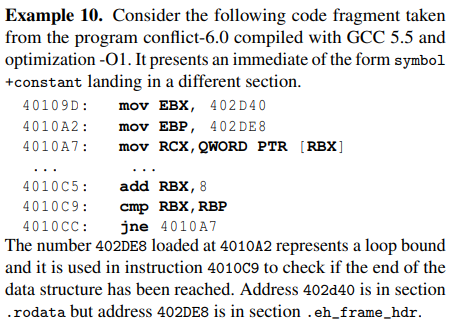 Example 10. Consider the following code fragment taken
from the program conflict-6.0 compiled with GCC 5.5 and
optimization -O1. It presents an immediate of the form symbol
+constant landing in a different section.
40109D: mov EBX, 402D40
4010A2: mov EBP, 402DE8
4010A7: mov RCX,QWORD PTR [RBX]
... ...
4010C5: add RBX,8
4010C9: cmp RBX,RBP
4010CC: jne 4010A7
The number 402DE8 loaded at 4010A2 represents a loop bound
and it is used in instruction 4010C9 to check if the end of the
data structure has been reached. Address 402d40 is in section
.rodata but address 402DE8 is in section .eh_frame_hdr.